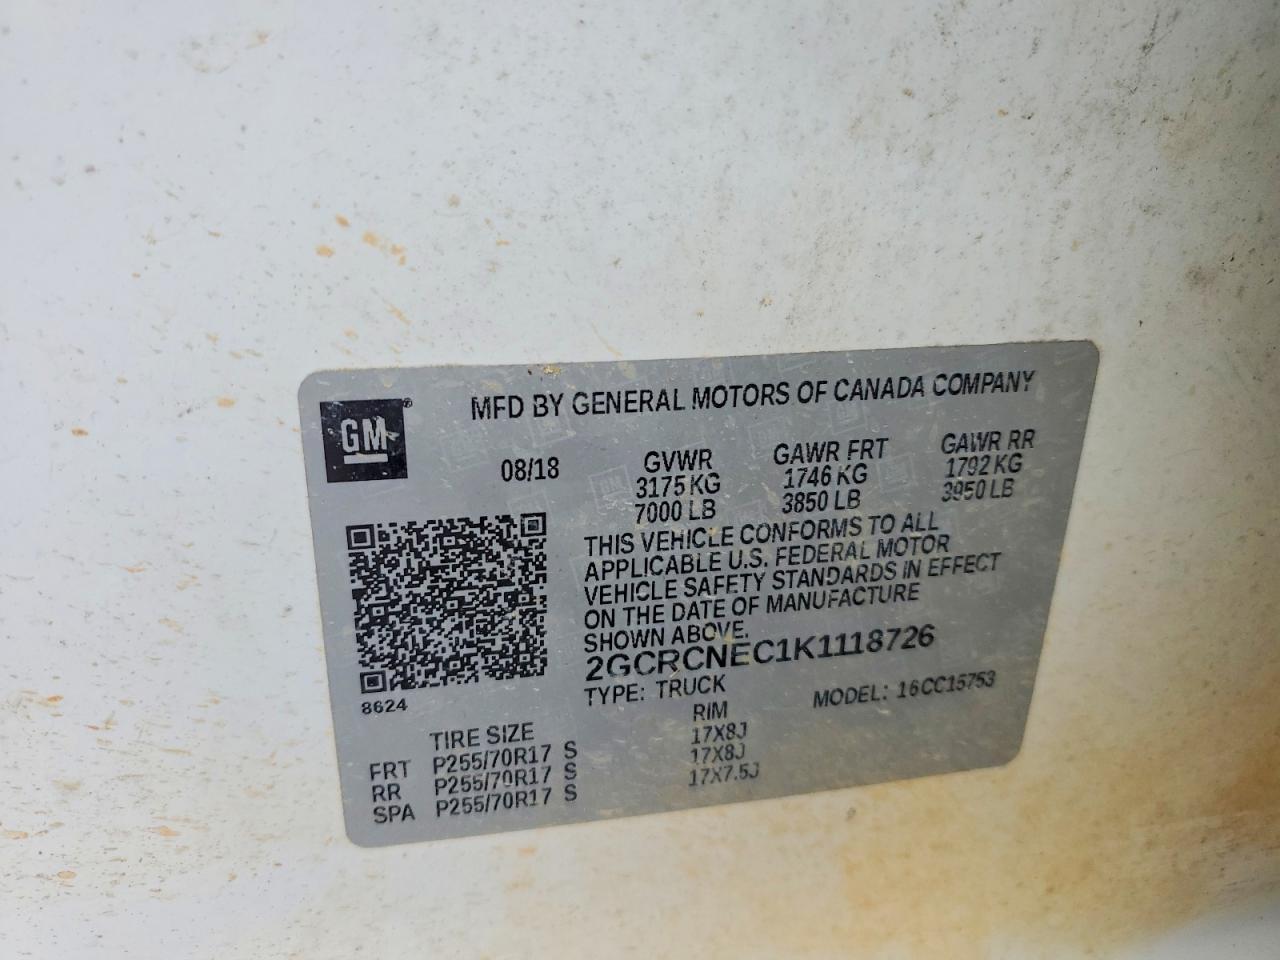 GM®
MFD BY GENERAL MOTORS OF CANADA COMPANY
08/18
GVWR GAWR FRT GAWR RR
3175 KG 1746 KG 1792 KG
7000 LB 3850 LB 3950 LB
THIS VEHICLE CONFORMS TO ALL
APPLICABLE U.S. FEDERAL MOTOR
VEHICLE SAFETY STANDARDS IN EFFECT
ON THE DATE OF MANUFACTURE
SHOWN ABOVE.
2GCRCNEC1K1118726
TYPE: TRUCK MODEL: 16CC15753
8624
TIRE SIZE RIM
FRT P255/70R17 S 17X8J
RR P255/70R17 S 17X8J
SPA P255/70R17 S 17X7.5J